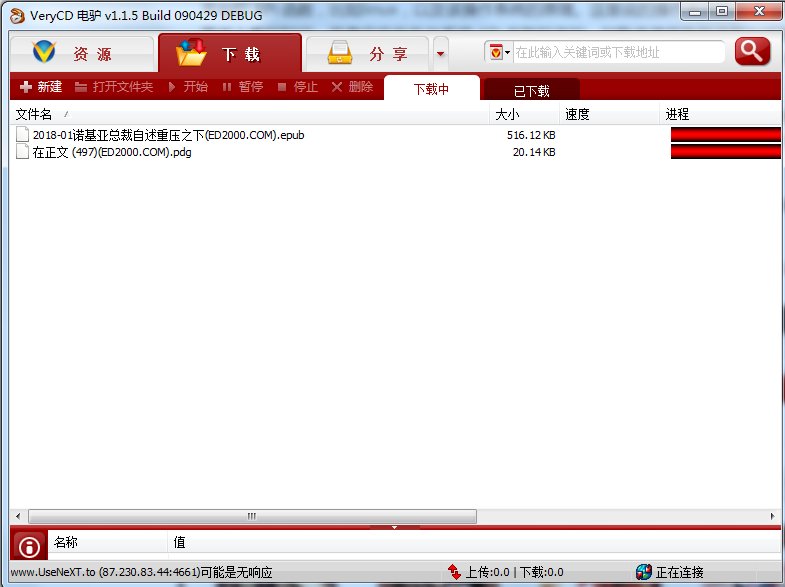 VeryCD 电驴 v1.1.5 Build 090429 DEBUG
资 源 下 载 分 享 在此输入关键词或下载地址
新建 打开文件夹 开始 暂停 停止 删除 下载中 已下载
文件名 大小 速度 进程
2018-01诺基亚总裁自述重压之下(ED2000.COM).epub 516.12 KB
在正文 (497)(ED2000.COM).pdg 20.14 KB
名称 值
www.UseNeXT.to (87.230.83.44:4661)可能是无响应 上传:0.0 | 下载:0.0 正在连接